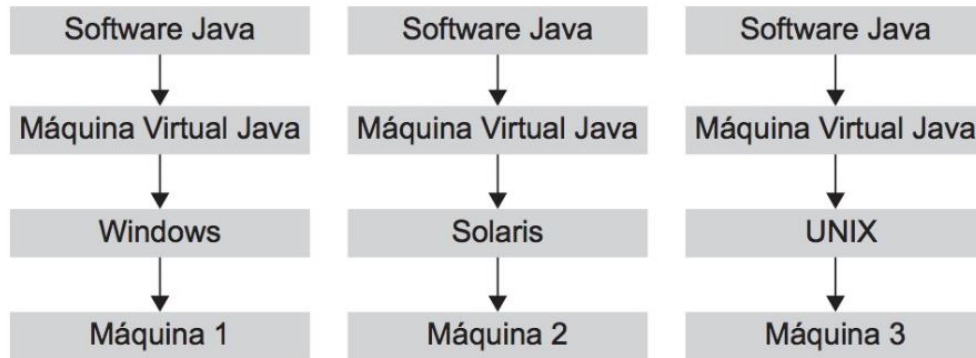 Software Java
Software Java
Software Java
Máquina Virtual Java
Máquina Virtual Java
Máquina Virtual Java
Windows
Solaris
UNIX
Máquina 1
Máquina 2
Máquina 3